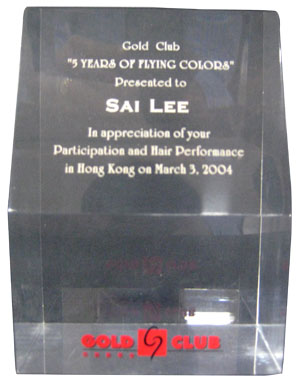 Gold Club
"5 YEARS OF FLYING COLORS"
Presented to
SAI LEE
In appreciation of your
Participation and Hair Performance
in Hong Kong on March 3, 2004
GOLD CLUB